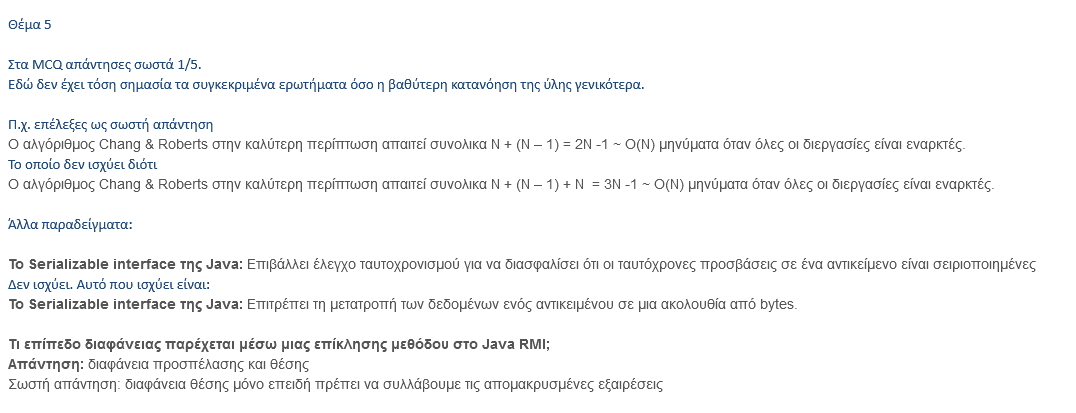 Θέμα 5
Στα MCQ απάντησες σωστά 1/5.
Εδώ δεν έχει τόση σημασία τα συγκεκριμένα ερωτήματα όσο η βαθύτερη κατανόηση της ύλης γενικότερα.
Π.χ. επέλεξες ως σωστή απάντηση
Ο αλγόριθμος Chang & Roberts στην καλύτερη περίπτωση απαιτεί συνολικα N + (N – 1) = 2N -1 ~ O(N) μηνύματα όταν όλες οι διεργασίες είναι εναρκτές.
Το οποίο δεν ισχύει διότι
Ο αλγόριθμος Chang & Roberts στην καλύτερη περίπτωση απαιτεί συνολικα N + (N – 1) + N  = 3N -1 ~ O(N) μηνύματα όταν όλες οι διεργασίες είναι εναρκτές.
Άλλα παραδείγματα:
Το Serializable interface της Java: Επιβάλλει έλεγχο ταυτοχρονισμού για να διασφαλίσει ότι οι ταυτόχρονες προσβάσεις σε ένα αντικείμενο είναι σειριοποιημένες
Δεν ισχύει. Αυτό που ισχύει είναι:
Το Serializable interface της Java: Επιτρέπει τη μετατροπή των δεδομένων ενός αντικειμένου σε μια ακολουθία από bytes.
Τι επίπεδο διαφάνειας παρέχεται μέσω μιας επίκλησης μεθόδου στο Java RMI;
Απάντηση: διαφάνεια προσπέλασης και θέσης
Σωστή απάντηση: διαφάνεια θέσης μόνο επειδή πρέπει να συλλάβουμε τις απομακρυσμένες εξαιρέσεις